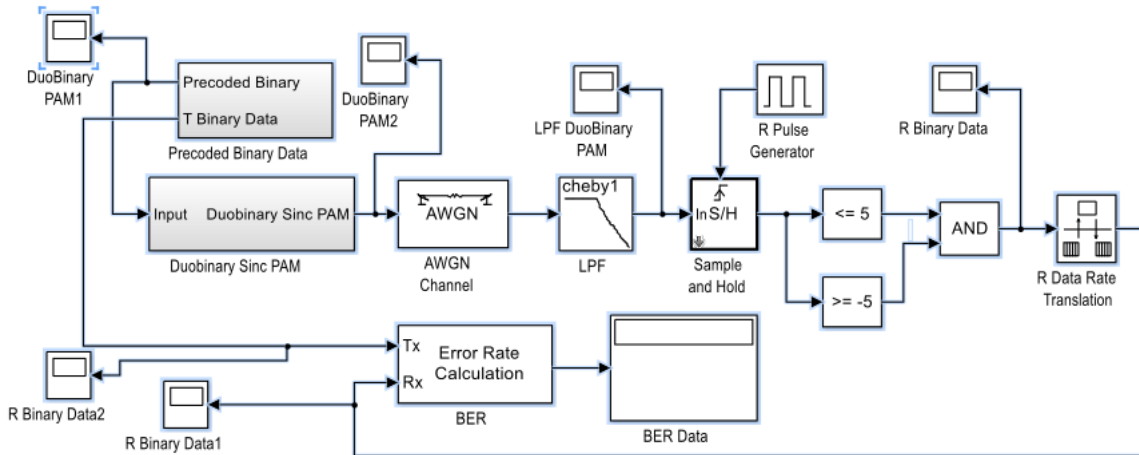 DuoBinary
PAM1
Precoded Binary
T Binary Data
Precoded Binary Data
DuoBinary
PAM2
LPF DuoBinary
PAM
R Pulse
Generator
R Binary Data
Input
Duobinary Sinc PAM
Duobinary Sinc PAM
AWGN
AWGN
Channel
cheby1
LPF
In
S/H
Sample
and Hold
<= 5
>= -5
AND
R Data Rate
Translation
R Binary Data2
R Binary Data1
Tx
Rx
Error Rate
Calculation
BER
BER Data